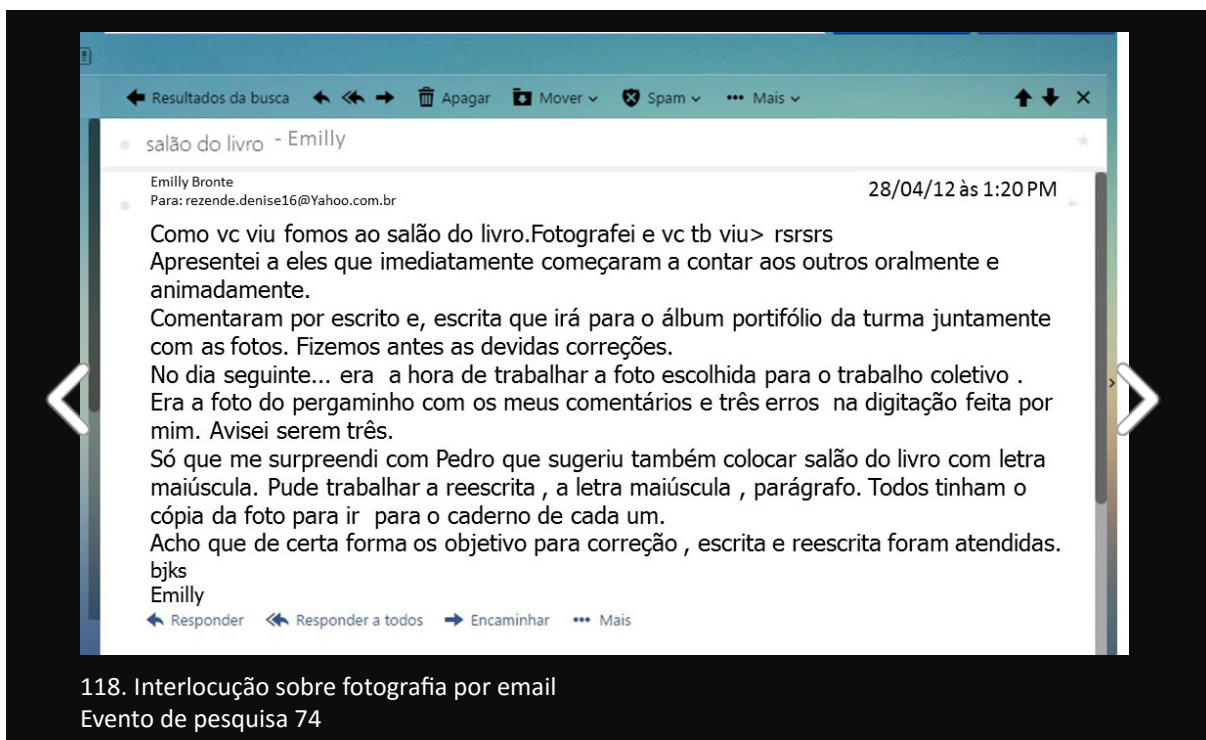 Resultados da busca Apagar Mover Spam ••• Mais
salão do livro - Emilly
Emilly Bronte
Para: rezende.denise16@Yahoo.com.br
28/04/12 às 1:20 PM
Como vc viu fomos ao salão do livro.Fotografei e vc tb viu> rsrsrs
Apresentei a eles que imediatamente começaram a contar aos outros oralmente e
animadamente.
Comentaram por escrito e, escrita que irá para o álbum portifólio da turma juntamente
com as fotos. Fizemos antes as devidas correções.
No dia seguinte... era a hora de trabalhar a foto escolhida para o trabalho coletivo .
Era a foto do pergaminho com os meus comentários e três erros na digitação feita por
mim. Avisei serem três.
Só que me surpreendi com Pedro que sugeriu também colocar salão do livro com letra
maiúscula. Pude trabalhar a reescrita , a letra maiúscula , parágrafo. Todos tinham o
cópia da foto para ir para o caderno de cada um.
Acho que de certa forma os objetivo para correção , escrita e reescrita foram atendidas.
bjks
Emilly
Responder Responder a todos Encaminhar ••• Mais
118. Interlocução sobre fotografia por email
Evento de pesquisa 74